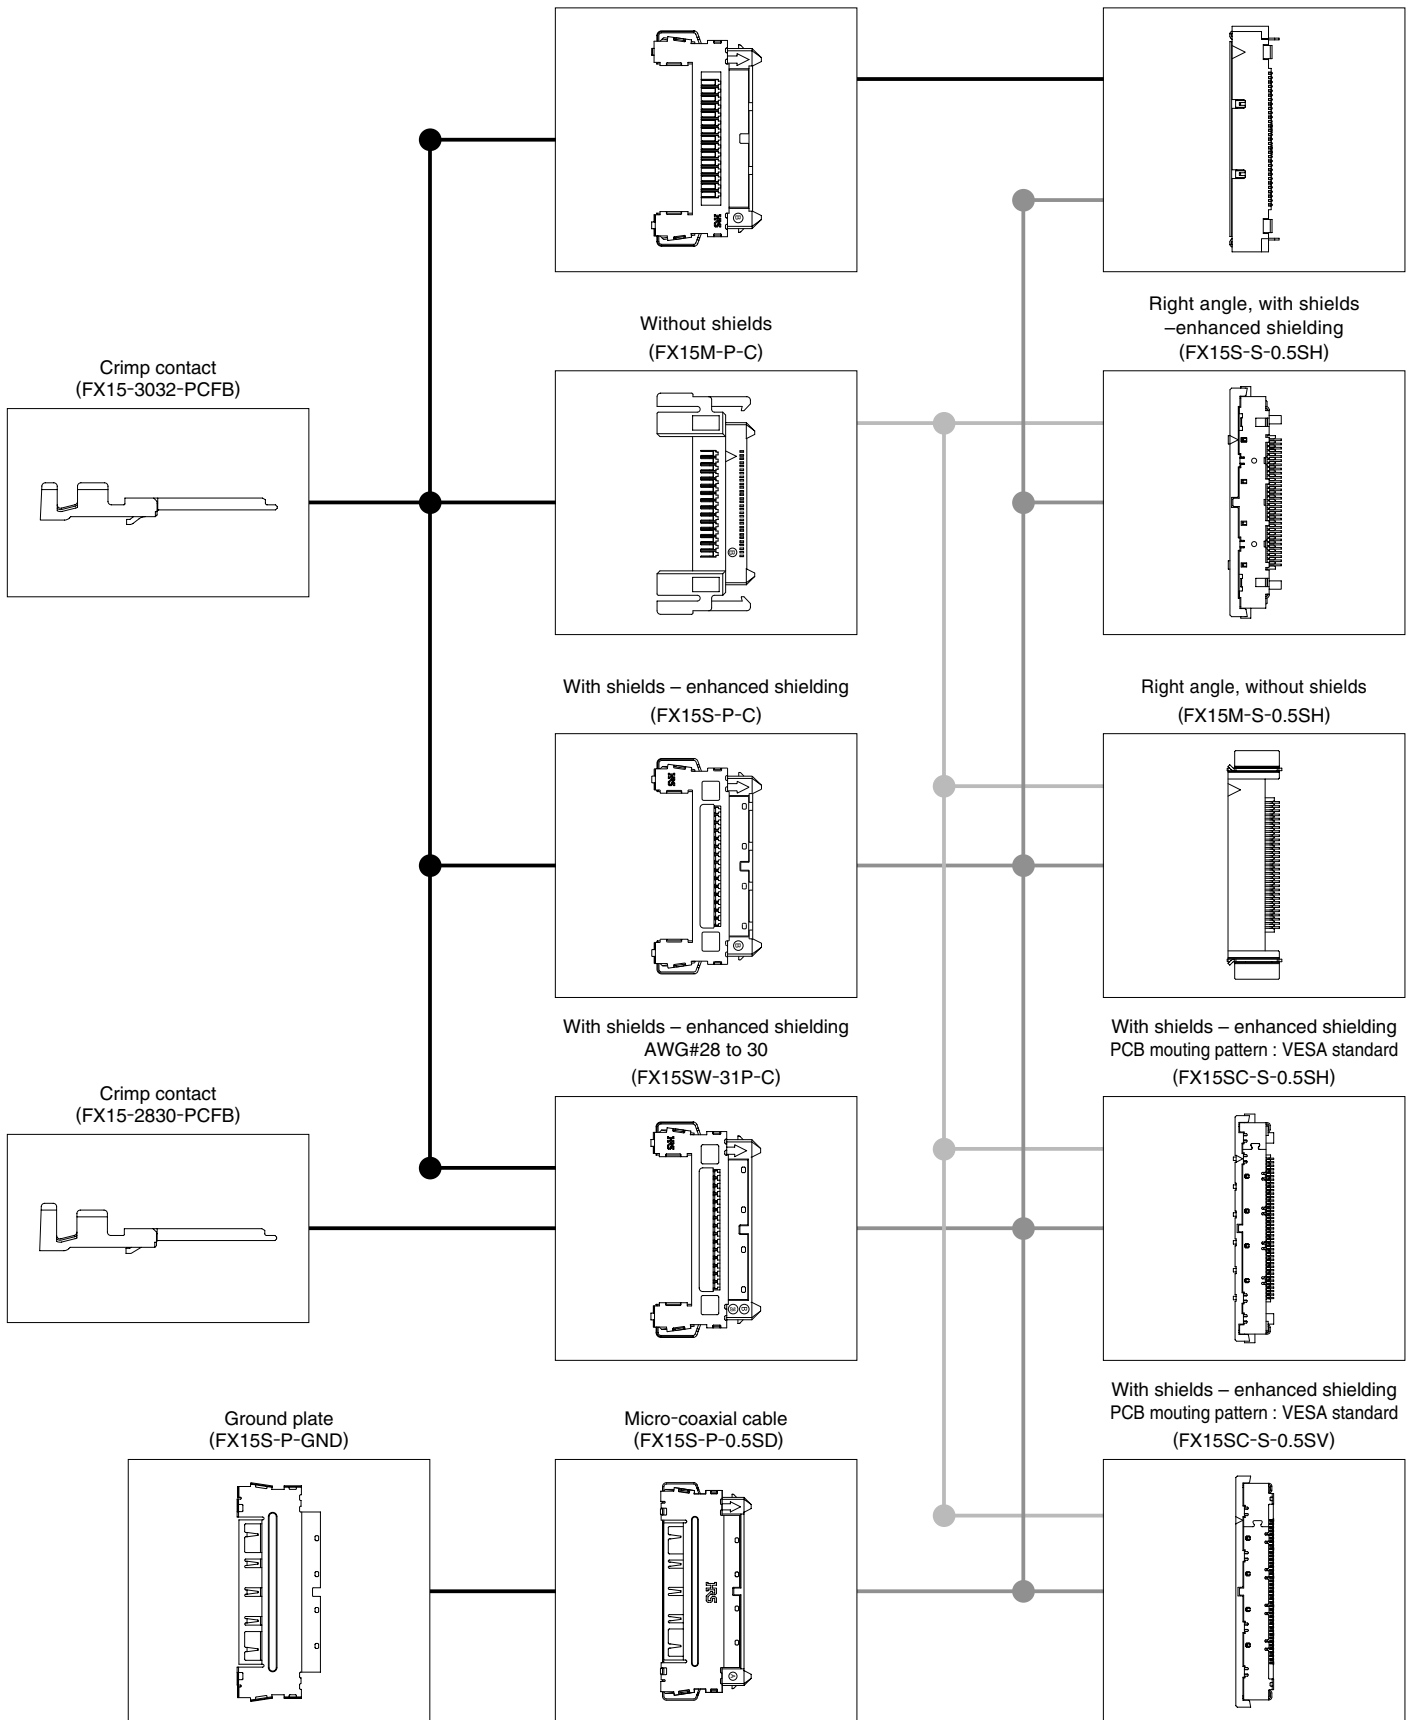 Without shields
(FX15M-P-C)
Right angle, with shields
–enhanced shielding
(FX15S-S-0.5SH)
Crimp contact
(FX15-3032-PCFB)
With shields – enhanced shielding
(FX15S-P-C)
Right angle, without shields
(FX15M-S-0.5SH)
With shields – enhanced shielding
AWG#28 to 30
(FX15SW-31P-C)
With shields – enhanced shielding
PCB mouting pattern : VESA standard
(FX15SC-S-0.5SH)
Crimp contact
(FX15-2830-PCFB)
Ground plate
(FX15S-P-GND)
Micro-coaxial cable
(FX15S-P-0.5SD)
With shields – enhanced shielding
PCB mouting pattern : VESA standard
(FX15SC-S-0.5SV)
HRS